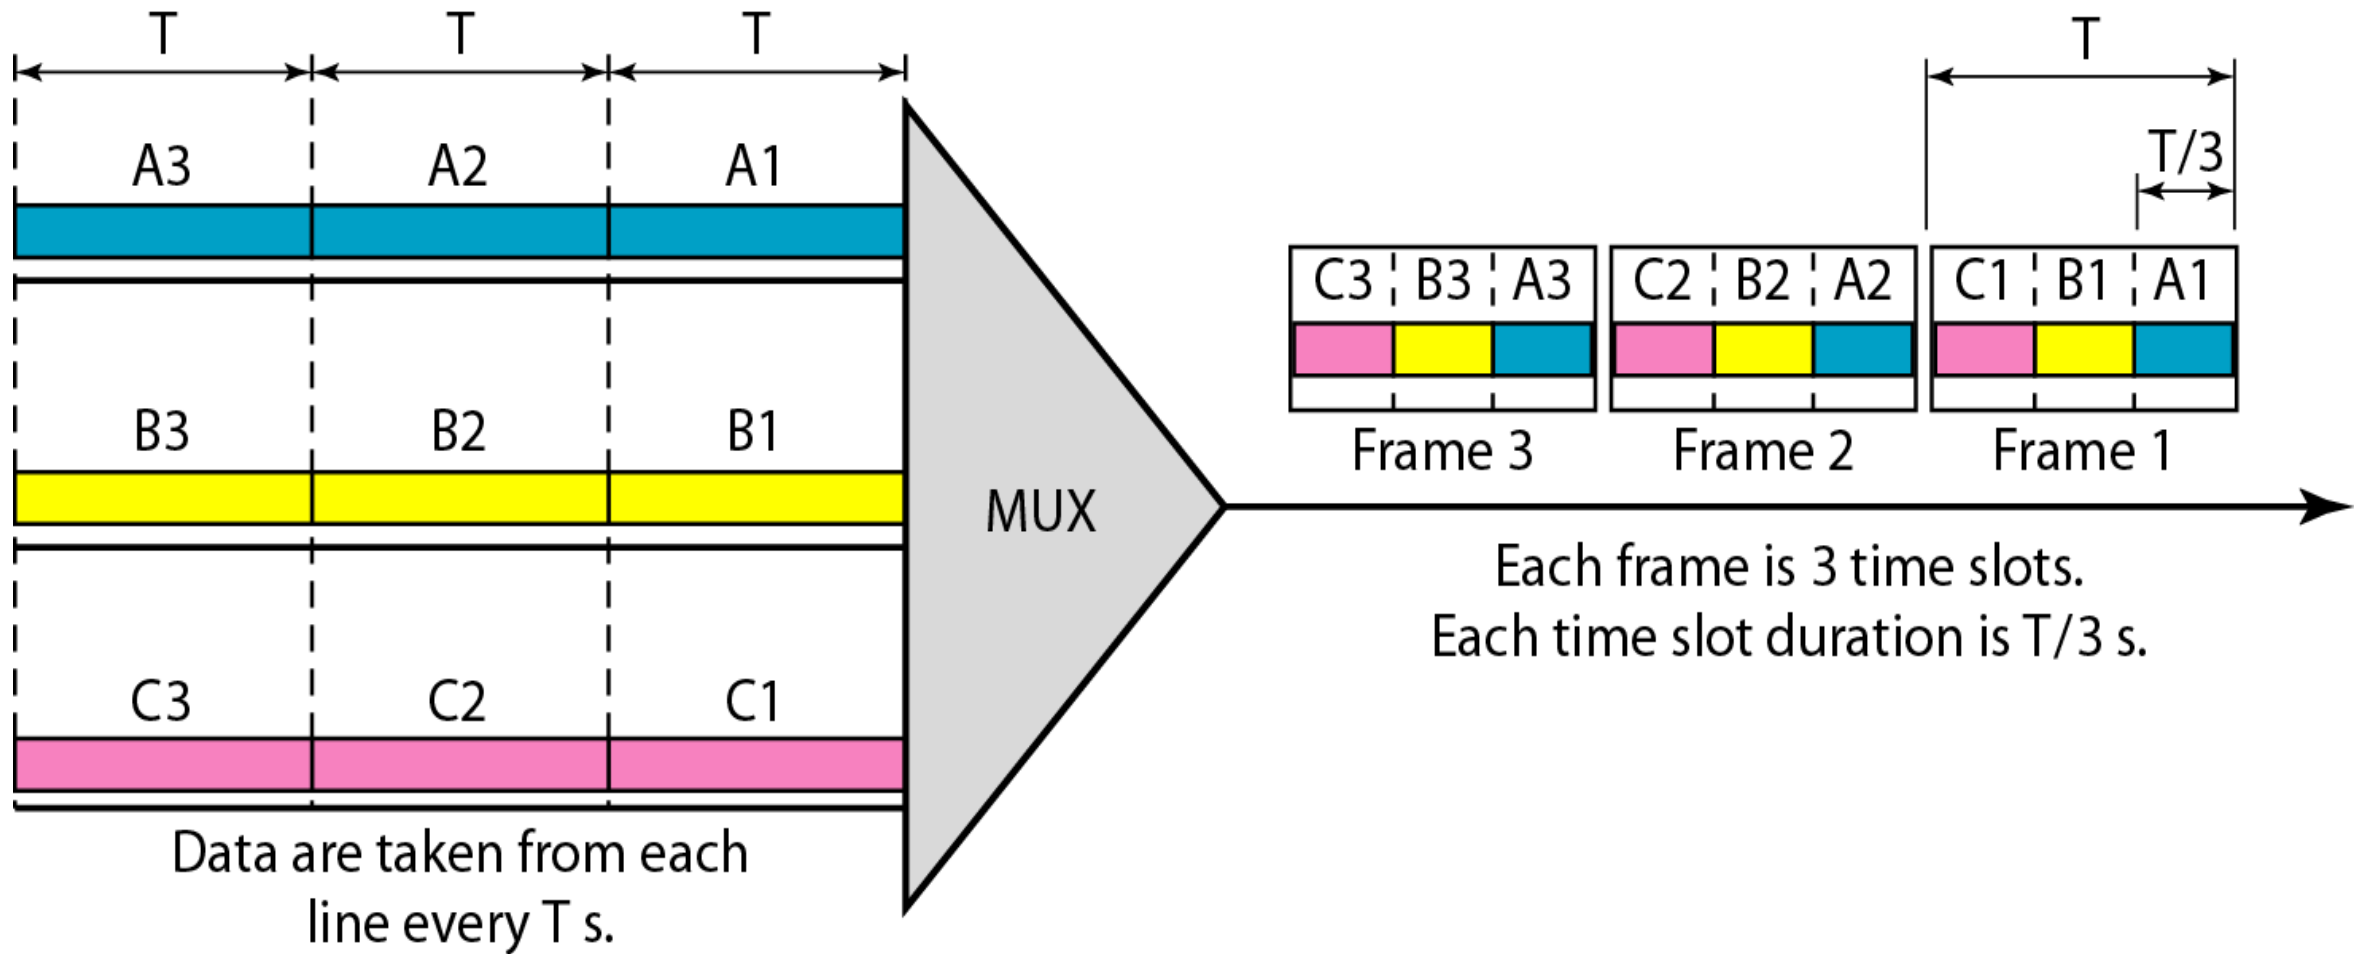 T T T
T
T/3
A3 A2 A1
C3 B3 A3 C2 B2 A2 C1 B1 A1
B3 B2 B1
Frame 3 Frame 2 Frame 1
MUX
Each frame is 3 time slots.
Each time slot duration is T/3 s.
C3 C2 C1
Data are taken from each
line every T s.